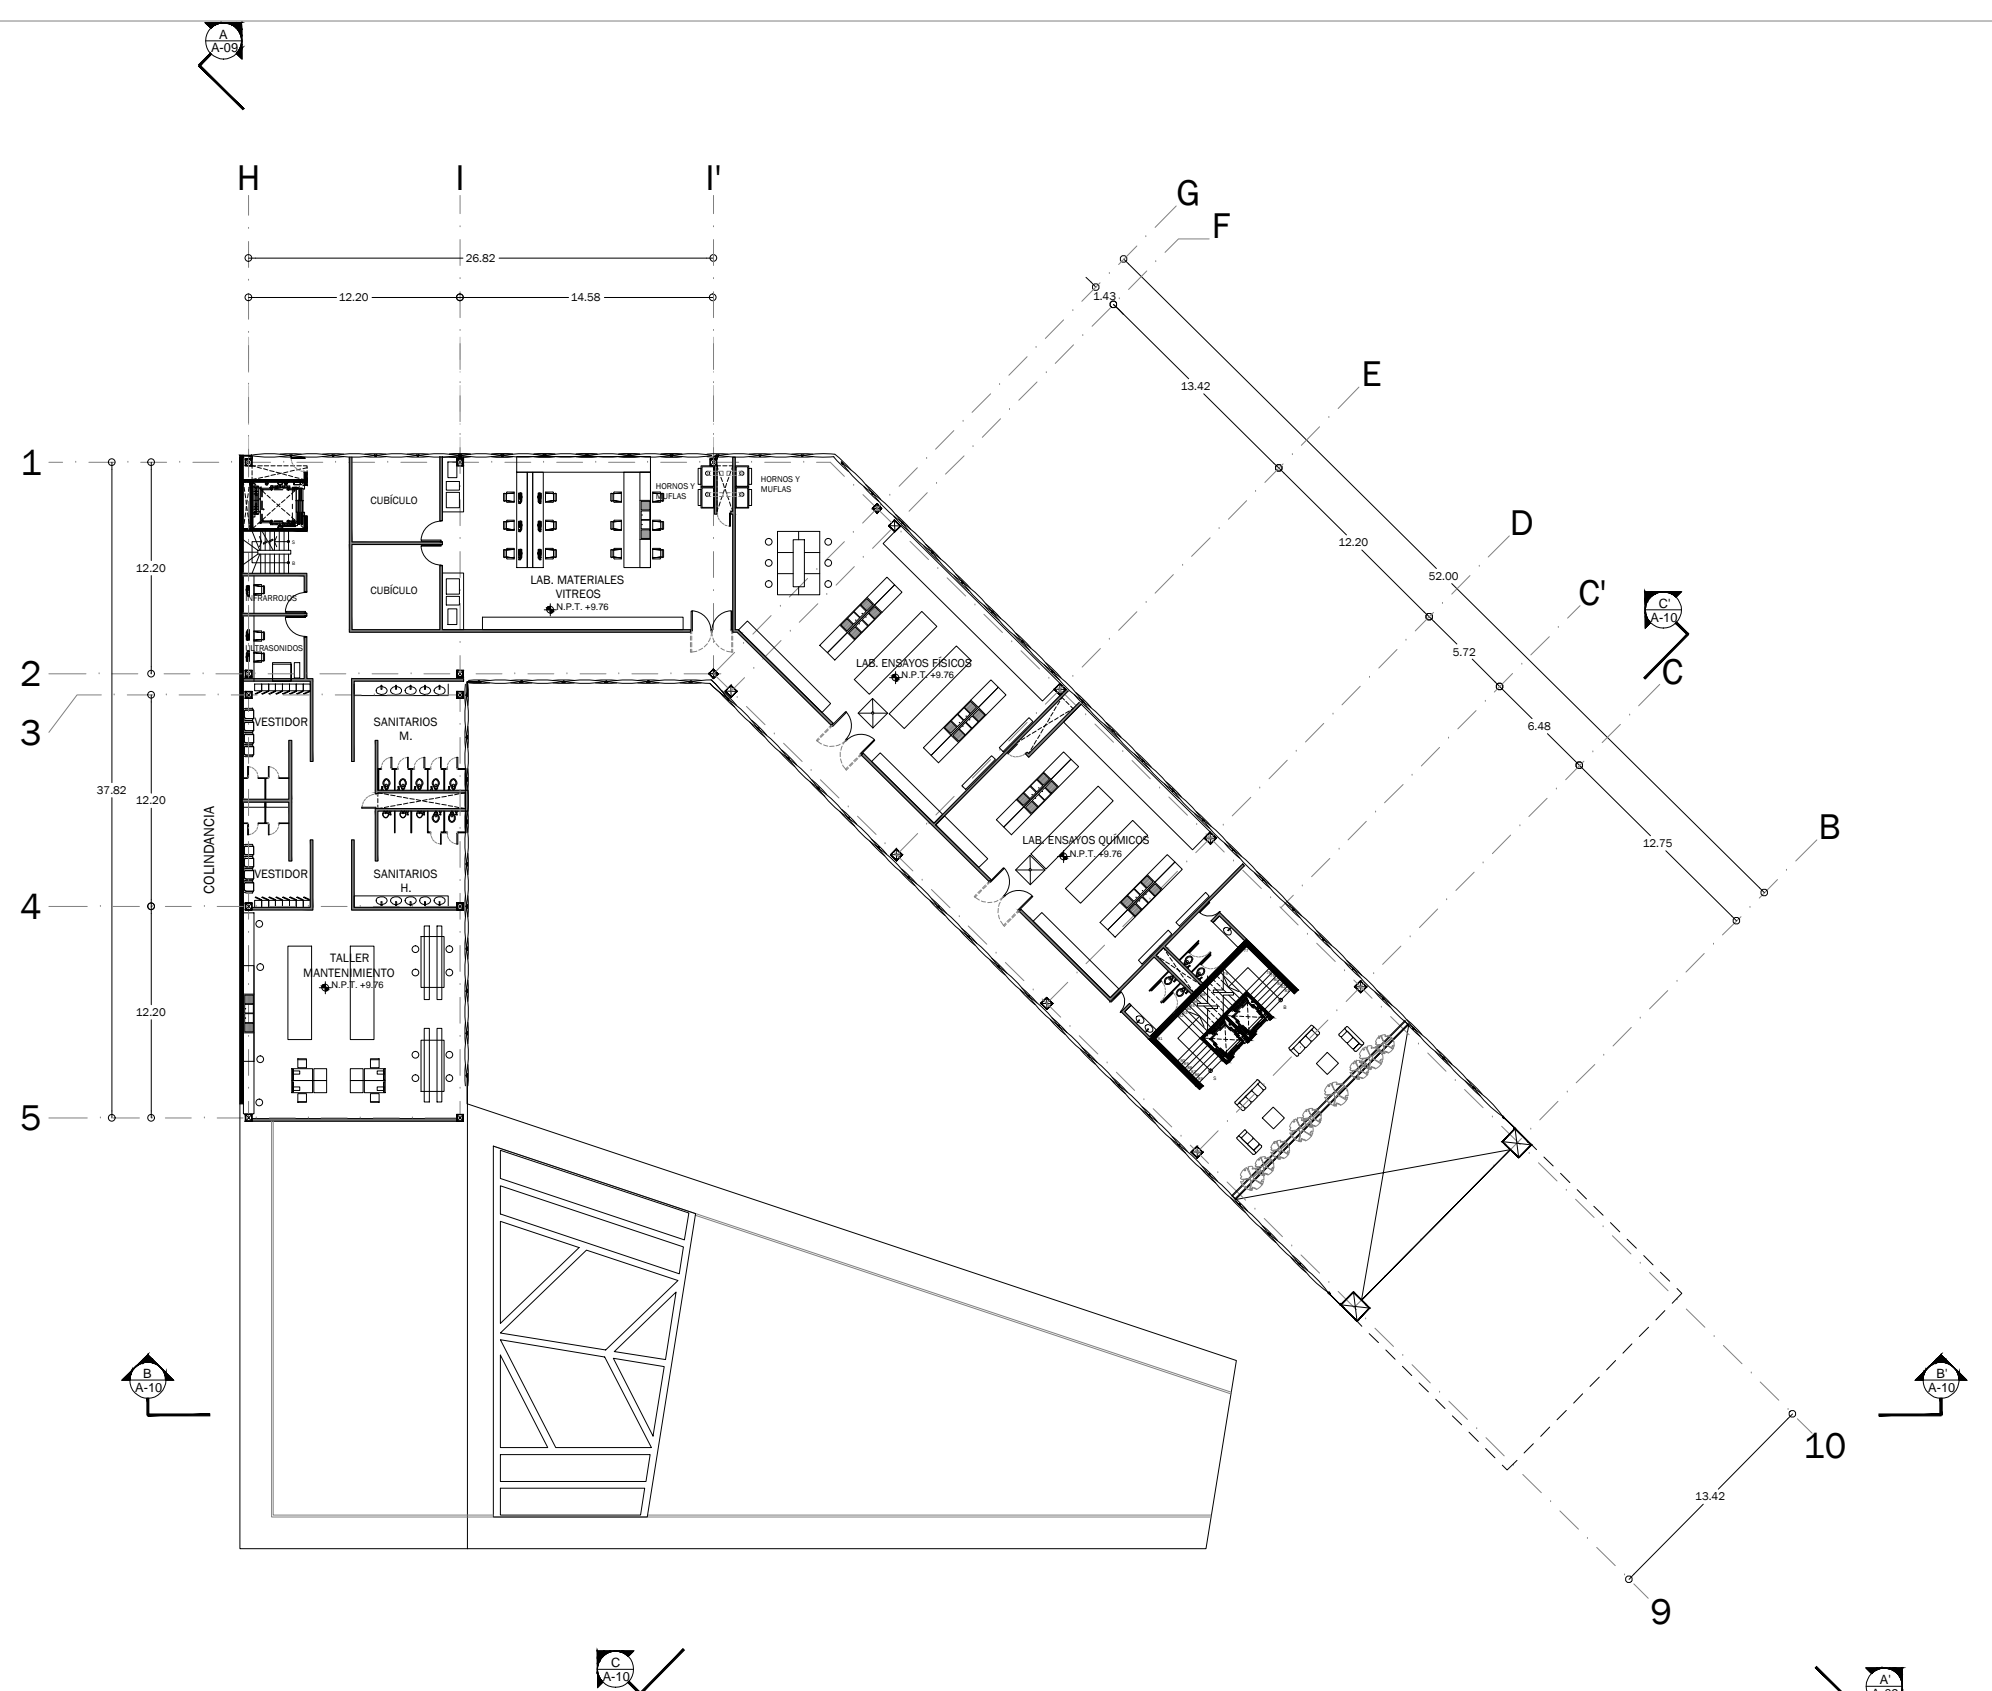 A
A-09
H
I
I'
G
F
26.82
12.20
14.58
1.43
E
13.42
1
CUBÍCULO
HORNOS Y
MUFLAS
HORNOS Y
MUFLAS
D
12.20
12.20
52.00
CUBÍCULO
LAB. MATERIALES
VITREOS
N.P.T. +9.76
INFRARROJOS
C'
C'
A-10
ULTRASONIDOS
LAB. ENSAYOS FÍSICOS
N.P.T. +9.76
5.72
C
2
3
VESTIDOR
SANITARIOS
M.
6.48
37.82
12.20
COLINDANCIA
LAB. ENSAYOS QUÍMICOS
N.P.T. +9.76
12.75
B
VESTIDOR
SANITARIOS
H.
4
TALLER
MANTENIMIENTO
N.P.T. +9.76
12.20
5
B
A-10
B'
A-10
10
13.42
9
C
A-10
A'